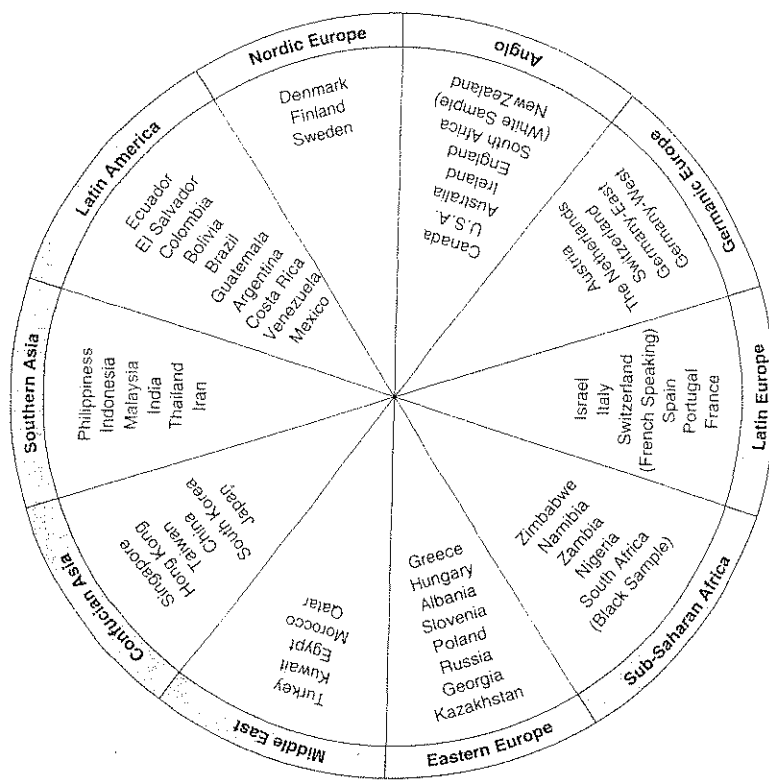 Nordic Europe
Denmark
Finland
Sweden
Anglo
Canada
U.S.A.
Australia
Ireland
England
South Africa
(White Sample)
New Zealand
Germanic Europe
Austria
The Netherlands
Switzerland
Germany-East
Germany-West
Latin Europe
Israel
Italy
Switzerland
(French Speaking)
Spain
Portugal
France
Sub-Saharan Africa
Zimbabwe
Namibia
Zambia
Nigeria
South Africa
(Black Sample)
Eastern Europe
Greece
Hungary
Albania
Slovenia
Poland
Russia
Georgia
Kazakhstan
Middle East
Turkey
Kuwait
Egypt
Morocco
Qatar
Confucian Asia
Singapore
Hong Kong
Taiwan
China
South Korea
Japan
Southern Asia
Philippiness
Indonesia
Malaysia
India
Thailand
Iran
Latin America
Ecuador
El Salvador
Colombia
Bolivia
Brazil
Guatemala
Argentina
Costa Rica
Venezuela
Mexico